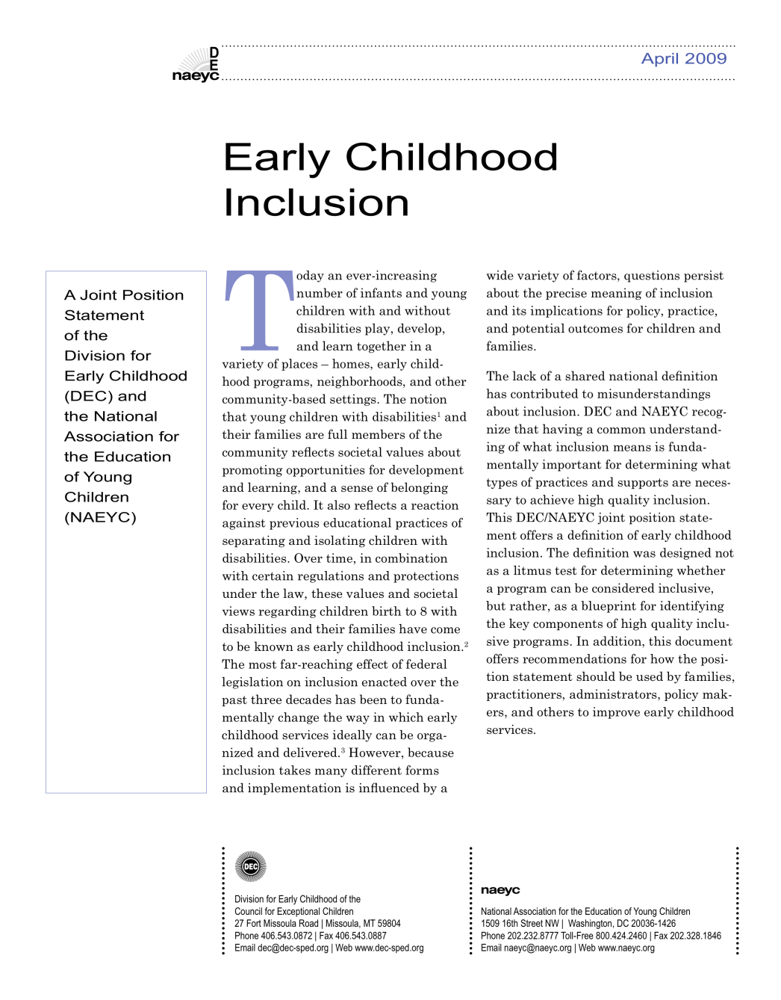 DEC
naeyc
April 2009
Early Childhood
Inclusion
A Joint Position
Statement
of the
Division for
Early Childhood
(DEC) and
the National
Association for
the Education
of Young
Children
(NAEYC)
Today an ever-increasing
number of infants and young
children with and without
disabilities play, develop,
and learn together in a
variety of places – homes, early child-
hood programs, neighborhoods, and other
community-based settings. The notion
that young children with disabilities¹ and
their families are full members of the
community reflects societal values about
promoting opportunities for development
and learning, and a sense of belonging
for every child. It also reflects a reaction
against previous educational practices of
separating and isolating children with
disabilities. Over time, in combination
with certain regulations and protections
under the law, these values and societal
views regarding children birth to 8 with
disabilities and their families have come
to be known as early childhood inclusion.²
The most far-reaching effect of federal
legislation on inclusion enacted over the
past three decades has been to funda-
mentally change the way in which early
childhood services ideally can be orga-
nized and delivered.³ However, because
inclusion takes many different forms
and implementation is influenced by a
wide variety of factors, questions persist
about the precise meaning of inclusion
and its implications for policy, practice,
and potential outcomes for children and
families.
The lack of a shared national definition
has contributed to misunderstandings
about inclusion. DEC and NAEYC recog-
nize that having a common understand-
ing of what inclusion means is funda-
mentally important for determining what
types of practices and supports are neces-
sary to achieve high quality inclusion.
This DEC/NAEYC joint position state-
ment offers a definition of early childhood
inclusion. The definition was designed not
as a litmus test for determining whether
a program can be considered inclusive,
but rather, as a blueprint for identifying
the key components of high quality inclu-
sive programs. In addition, this document
offers recommendations for how the posi-
tion statement should be used by families,
practitioners, administrators, policy mak-
ers, and others to improve early childhood
services.
DEC
Division for Early Childhood of the
Council for Exceptional Children
27 Fort Missoula Road | Missoula, MT 59804
Phone 406.543.0872 | Fax 406.543.0887
Email dec@dec-sped.org | Web www.dec-sped.org
naeyc
National Association for the Education of Young Children
1509 16th Street NW | Washington, DC 20036-1426
Phone 202.232.8777 Toll-Free 800.424.2460 | Fax 202.328.1846
Email naeyc@naeyc.org | Web www.naeyc.org